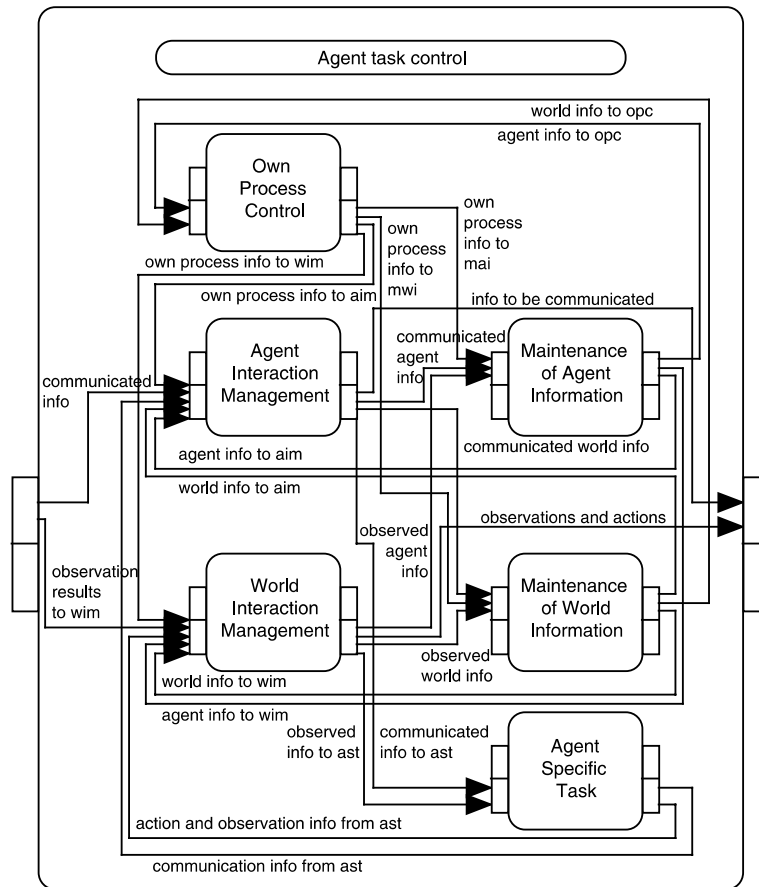 Agent task control
world info to opc
agent info to opc
Own
Process
Control
own
process
info to
mai
own
process
info to
mwi
own process info to wim
own process info to aim
info to be communicated
Agent
Interaction
Management
communicated
agent
info
Maintenance
of Agent
Information
communicated
info
agent info to aim
communicated world info
world info to aim
observed
agent
info
observations and actions
observation
results
to wim
World
Interaction
Management
Maintenance
of World
Information
observed
world info
world info to wim
agent info to wim
observed
info to ast
communicated
info to ast
Agent
Specific
Task
action and observation info from ast
communication info from ast